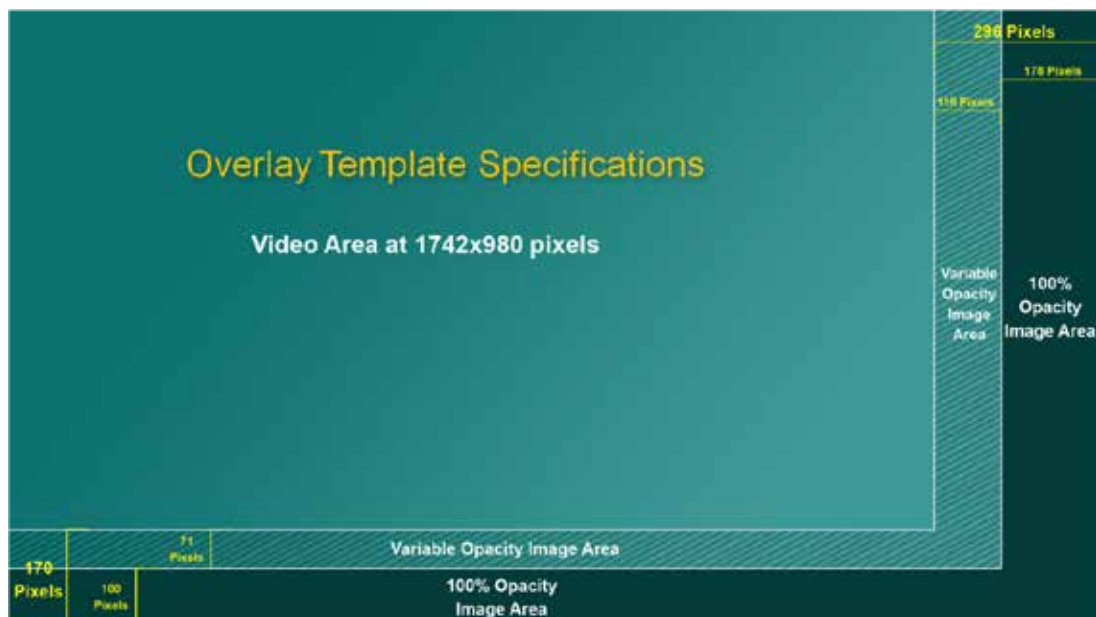 296 Pixels
178 Pixels
118 Pixels
Overlay Template Specifications
Video Area at 1742x980 pixels
Variable
Opacity
Image
Area
100%
Opacity
Image Area
71
Pixels
Variable Opacity Image Area
170
Pixels
100
Pixels
100% Opacity
Image Area